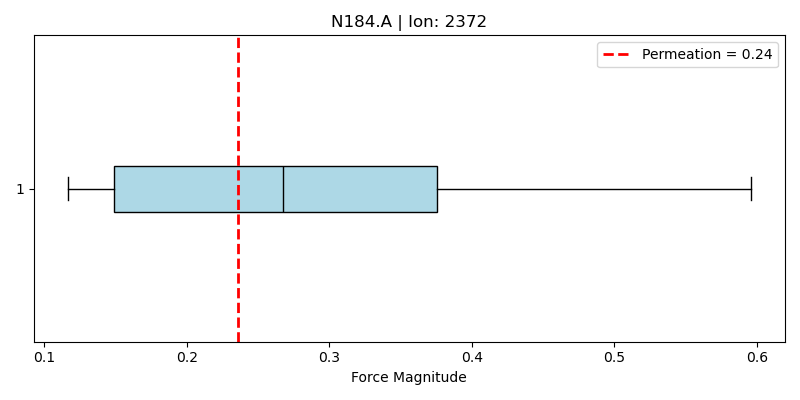 N184.A | Ion: 2372
Permeation = 0.24
1
0.1 0.2 0.3 0.4 0.5 0.6
Force Magnitude